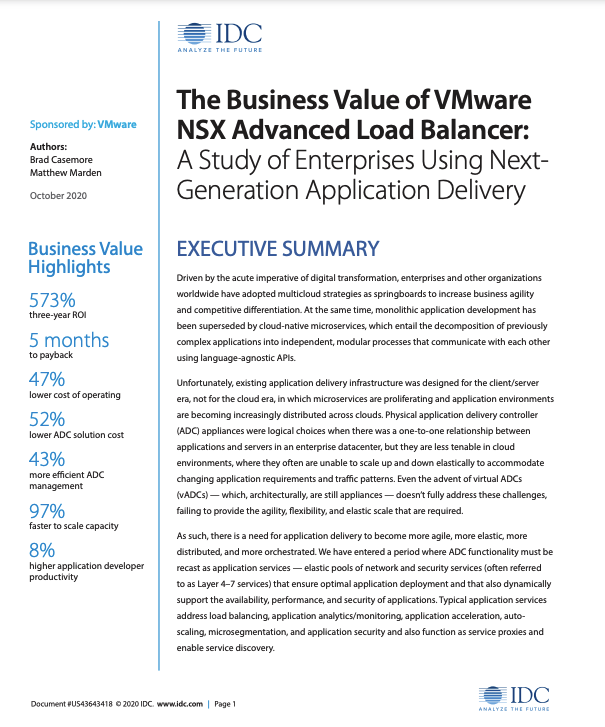 IDC
ANALYZE THE FUTURE
Sponsored by: VMware
Authors:
Brad Casemore
Matthew Marden
October 2020
Business Value
Highlights
573%
three-year ROI
5 months
to payback
47%
lower cost of operating
52%
lower ADC solution cost
43%
more efficient ADC
management
97%
faster to scale capacity
8%
higher application developer
productivity
The Business Value of VMware
NSX Advanced Load Balancer:
A Study of Enterprises Using Next-
Generation Application Delivery
EXECUTIVE SUMMARY
Driven by the acute imperative of digital transformation, enterprises and other organizations
worldwide have adopted multicloud strategies as springboards to increase business agility
and competitive differentiation. At the same time, monolithic application development has
been superseded by cloud-native microservices, which entail the decomposition of previously
complex applications into independent, modular processes that communicate with each other
using language-agnostic APIs.
Unfortunately, existing application delivery infrastructure was designed for the client/server
era, not for the cloud era, in which microservices are proliferating and application environments
are becoming increasingly distributed across clouds. Physical application delivery controller
(ADC) appliances were logical choices when there was a one-to-one relationship between
applications and servers in an enterprise datacenter, but they are less tenable in cloud
environments, where they often are unable to scale up and down elastically to accommodate
changing application requirements and traffic patterns. Even the advent of virtual ADCs
(vADCs) — which, architecturally, are still appliances — doesn't fully address these challenges,
failing to provide the agility, flexibility, and elastic scale that are required.
As such, there is a need for application delivery to become more agile, more elastic, more
distributed, and more orchestrated. We have entered a period where ADC functionality must be
recast as application services — elastic pools of network and security services (often referred
to as Layer 4–7 services) that ensure optimal application deployment and that also dynamically
support the availability, performance, and security of applications. Typical application services
address load balancing, application analytics/monitoring, application acceleration, auto-
scaling, microsegmentation, and application security and also function as service proxies and
enable service discovery.
Document #US43643418 © 2020 IDC. www.idc.com | Page 1
IDC
ANALYZE THE FUTURE